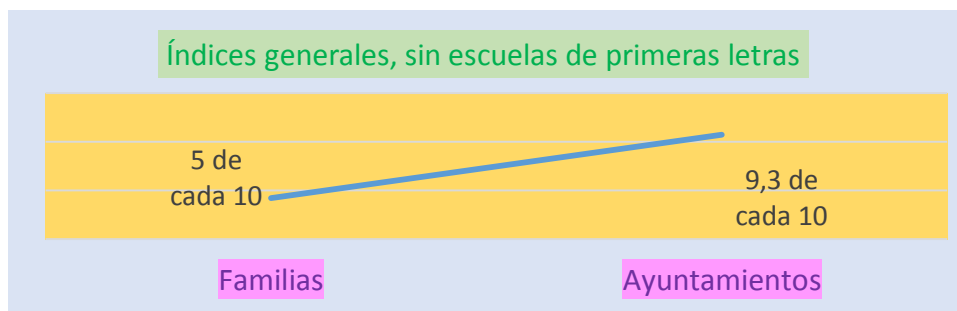 Índices generales, sin escuelas de primeras letras
5 de
cada 10
9,3 de
cada 10
Familias
Ayuntamientos